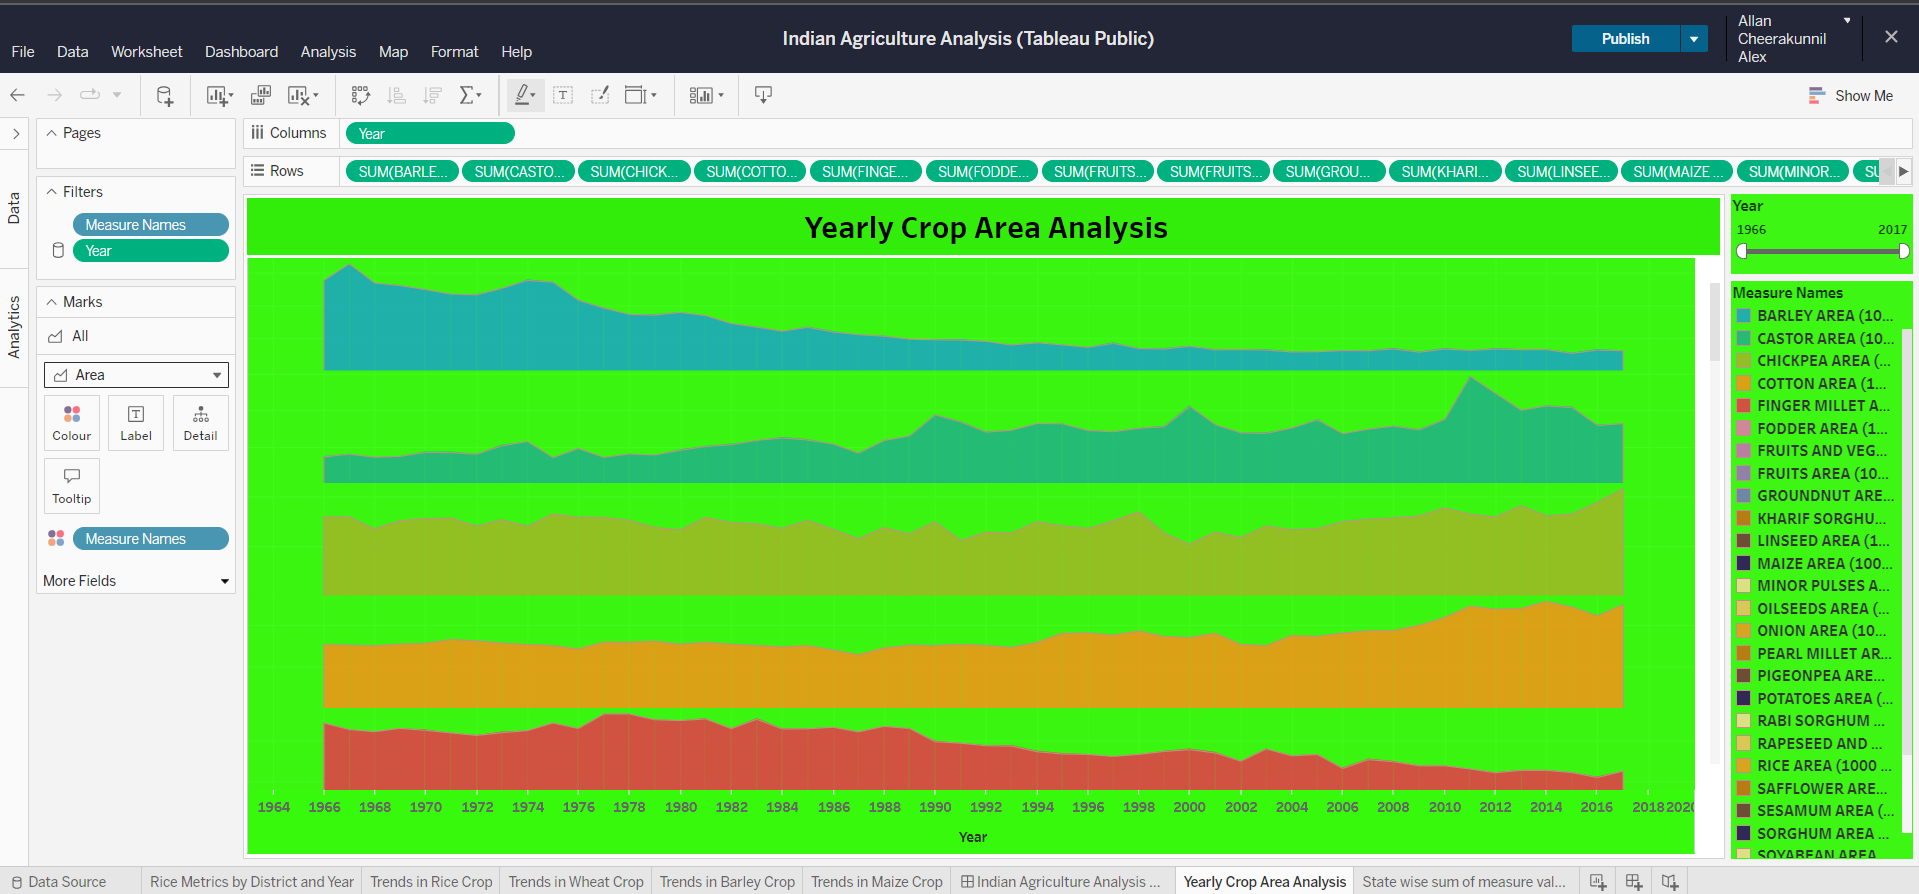 Indian Agriculture Analysis (Tableau Public)
Publish
Allan
Cheerakunnil
Alex
File Data Worksheet Dashboard Analysis Map Format Help
Show Me
Pages
Columns
Year
Rows
SUM(BARLE... SUM(CASTO... SUM(CHICK... SUM(COTTO... SUM(FINGE... SUM(FODDE... SUM(FRUITS... SUM(FRUITS... SUM(GROU... SUM(KHARI... SUM(LINSEE... SUM(MAIZE ... SUM(MINOR... SU
Data
Analytics
Filters
Measure Names
Year
Marks
All
Area
Colour
Label
Detail
Tooltip
Measure Names
More Fields
Yearly Crop Area Analysis
1964 1966 1968 1970 1972 1974 1976 1978 1980 1982 1984 1986 1988 1990 1992 1994 1996 1998 2000 2002 2004 2006 2008 2010 2012 2014 2016 2018 2020
Year
Year
1966 2017
Measure Names
BARLEY AREA (10...
CASTOR AREA (10...
CHICKPEA AREA (...
COTTON AREA (1...
FINGER MILLET A...
FODDER AREA (1...
FRUITS AND VEG...
FRUITS AREA (10...
GROUNDNUT ARE...
KHARIF SORGHU...
LINSEED AREA (1...
MAIZE AREA (100...
MINOR PULSES A...
OILSEEDS AREA (...
ONION AREA (10...
PEARL MILLET AR...
PIGEONPEA ARE...
POTATOES AREA (...
RABI SORGHUM ...
RAPESEED AND ...
RICE AREA (1000 ...
SAFFLOWER ARE...
SESAMUM AREA (...
SORGHUM AREA ...
SOYABEAN AREA
Data Source
Rice Metrics by District and Year
Trends in Rice Crop
Trends in Wheat Crop
Trends in Barley Crop
Trends in Maize Crop
Indian Agriculture Analysis ...
Yearly Crop Area Analysis
State wise sum of measure val...